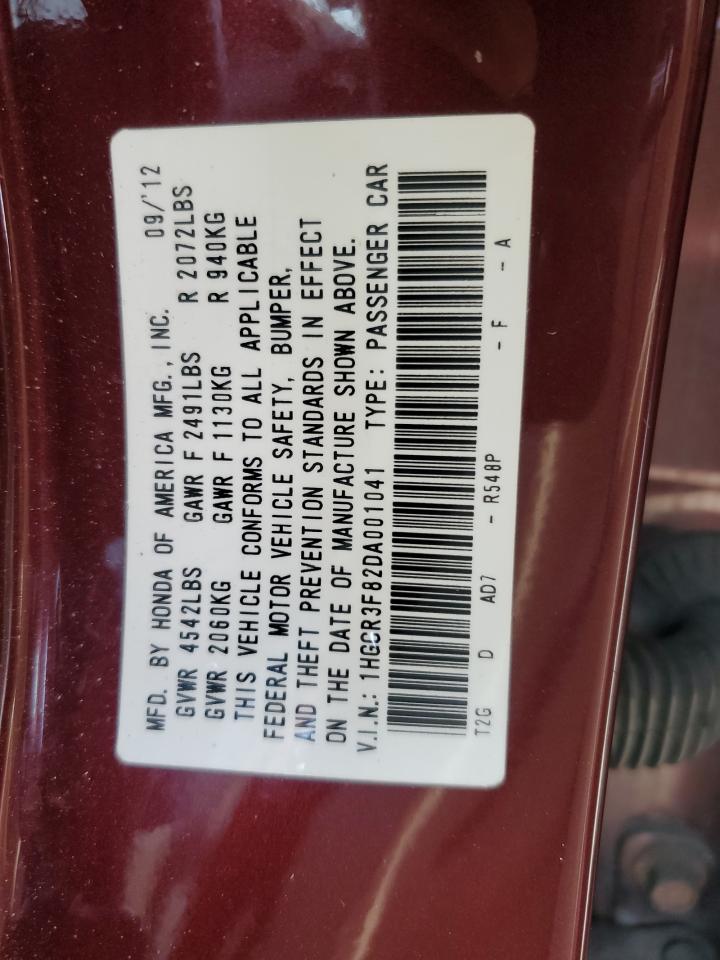 MFD. BY HONDA OF AMERICA MFG., INC. 09/'12
GVWR 4542LBS GAWR F 2491LBS R 2072LBS
GVWR 2060KG GAWR F 1130KG R 940KG
THIS VEHICLE CONFORMS TO ALL APPLICABLE
FEDERAL MOTOR VEHICLE SAFETY, BUMPER,
AND THEFT PREVENTION STANDARDS IN EFFECT
ON THE DATE OF MANUFACTURE SHOWN ABOVE.
V.I.N.: 1HGCR3F82DA001041 TYPE: PASSENGER CAR
T2G D AD7 - R548P - F - A